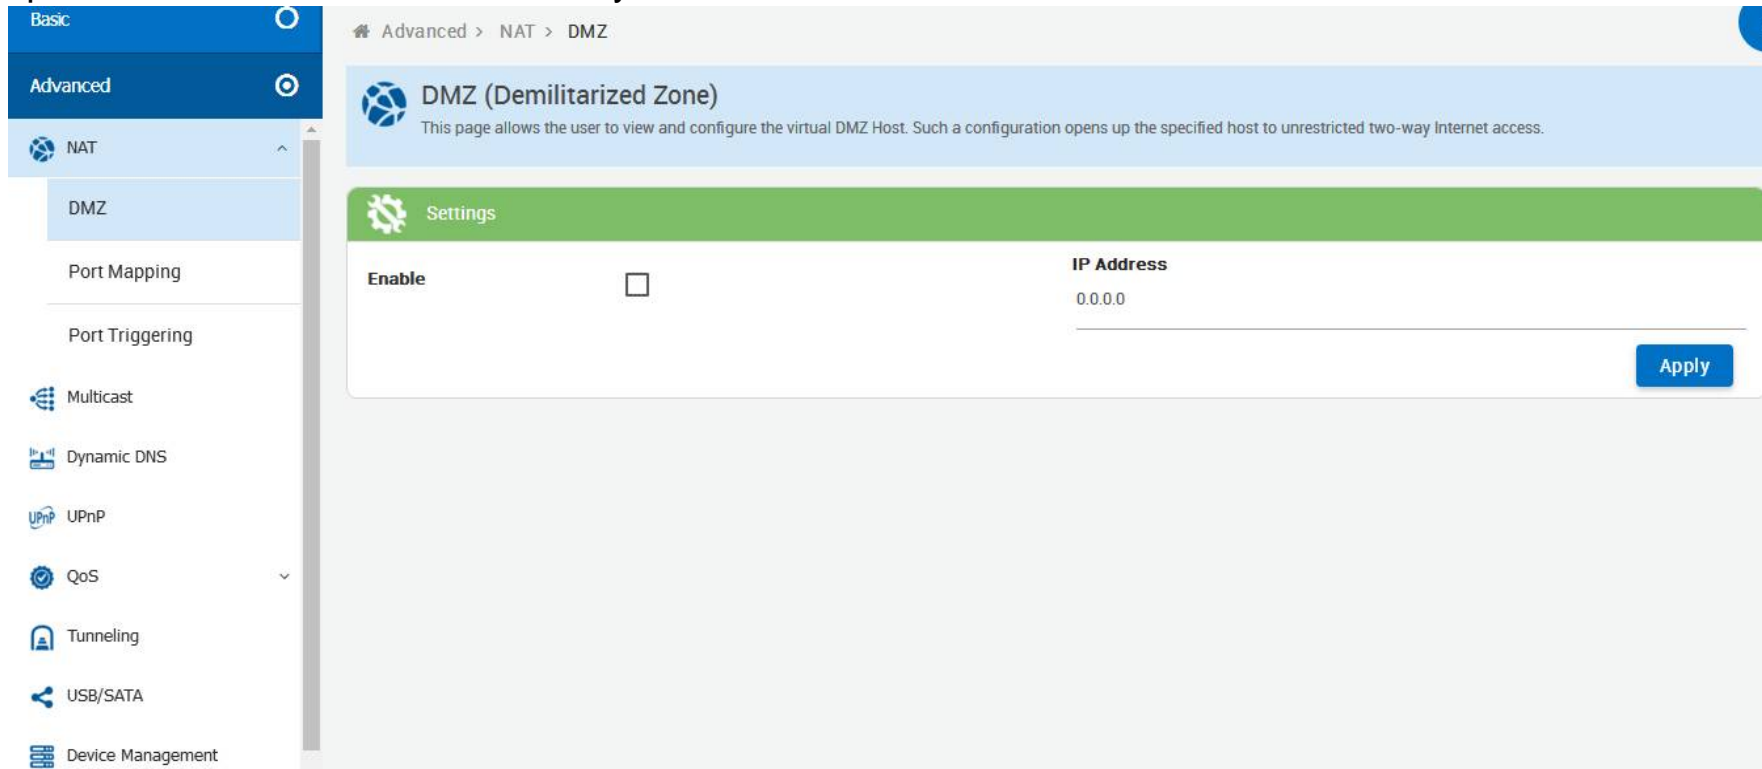 Basic
Advanced
NAT
DMZ
Port Mapping
Port Triggering
Multicast
Dynamic DNS
UPnP UPnP
QoS
Tunneling
USB/SATA
Device Management
Advanced > NAT > DMZ
DMZ (Demilitarized Zone)
This page allows the user to view and configure the virtual DMZ Host. Such a configuration opens up the specified host to unrestricted two-way Internet access.
Settings
Enable
IP Address
0.0.0.0
Apply